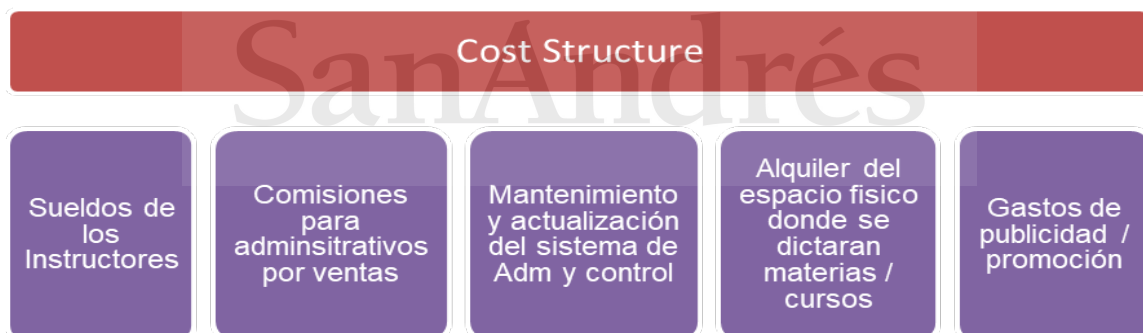 Cost Structure
SanAndrés
Sueldos de
los
Instructores
Comisiones
para
adminsitrativos
por ventas
Mantenimiento
y actualización
del sistema de
Adm y control
Alquiler del
espacio fisico
donde se
dictaran
materias /
cursos
Gastos de
publicidad /
promoción